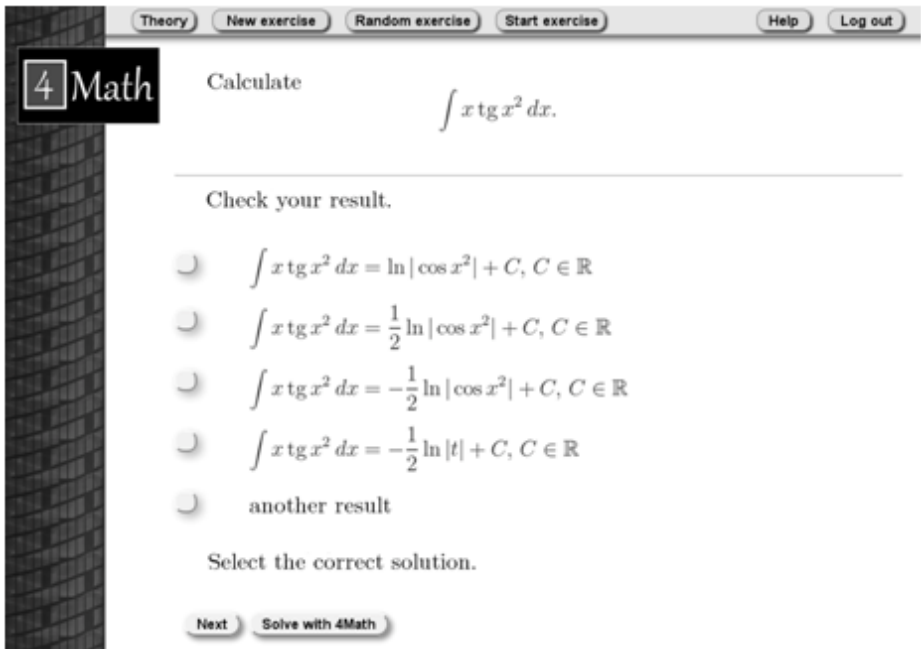 Theory New exercise Random exercise Start exercise Help Log out
4 Math
Calculate
∫ x tg x² dx.
Check your result.
∫ x tg x² dx = ln | cos x²| + C, C ∈ ℝ
∫ x tg x² dx = 1/2 ln | cos x²| + C, C ∈ ℝ
∫ x tg x² dx = −1/2 ln | cos x²| + C, C ∈ ℝ
∫ x tg x² dx = −1/2 ln |t| + C, C ∈ ℝ
another result
Select the correct solution.
Next Solve with 4Math